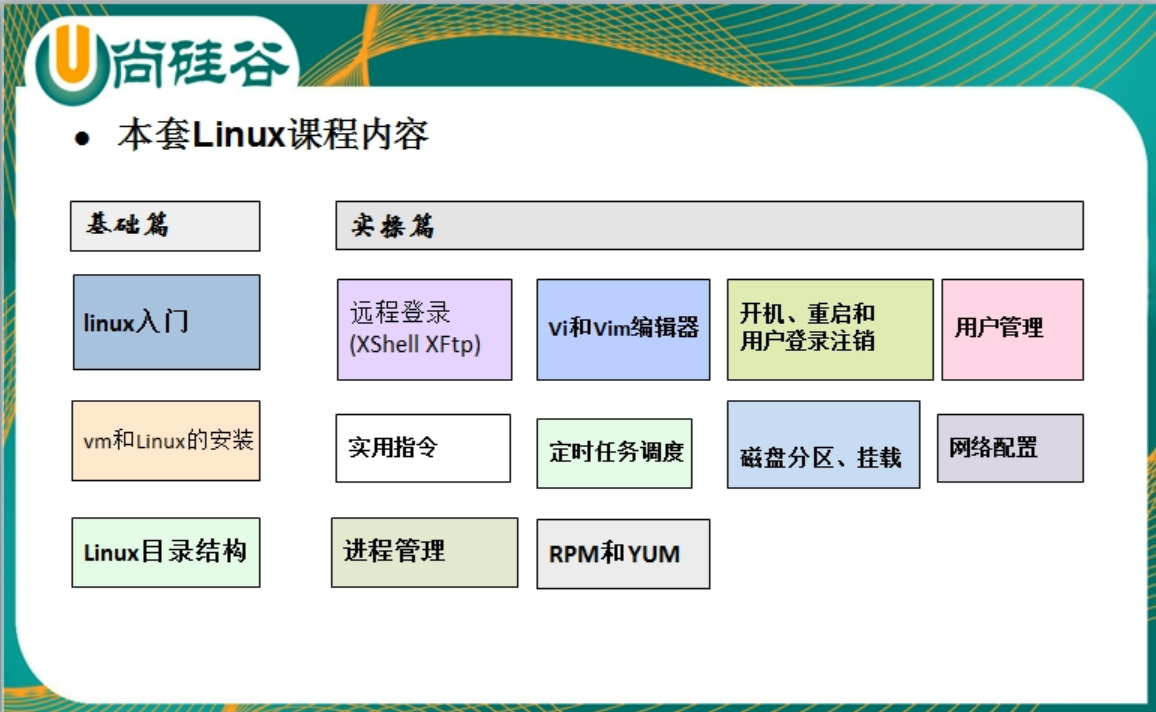 尚硅谷
本套Linux课程内容
基础篇
实操篇
linux入门
远程登录
(XShell XFtp)
Vi和Vim编辑器
开机、重启和
用户登录注销
用户管理
vm和Linux的安装
实用指令
定时任务调度
磁盘分区、挂载
网络配置
Linux目录结构
进程管理
RPM和YUM